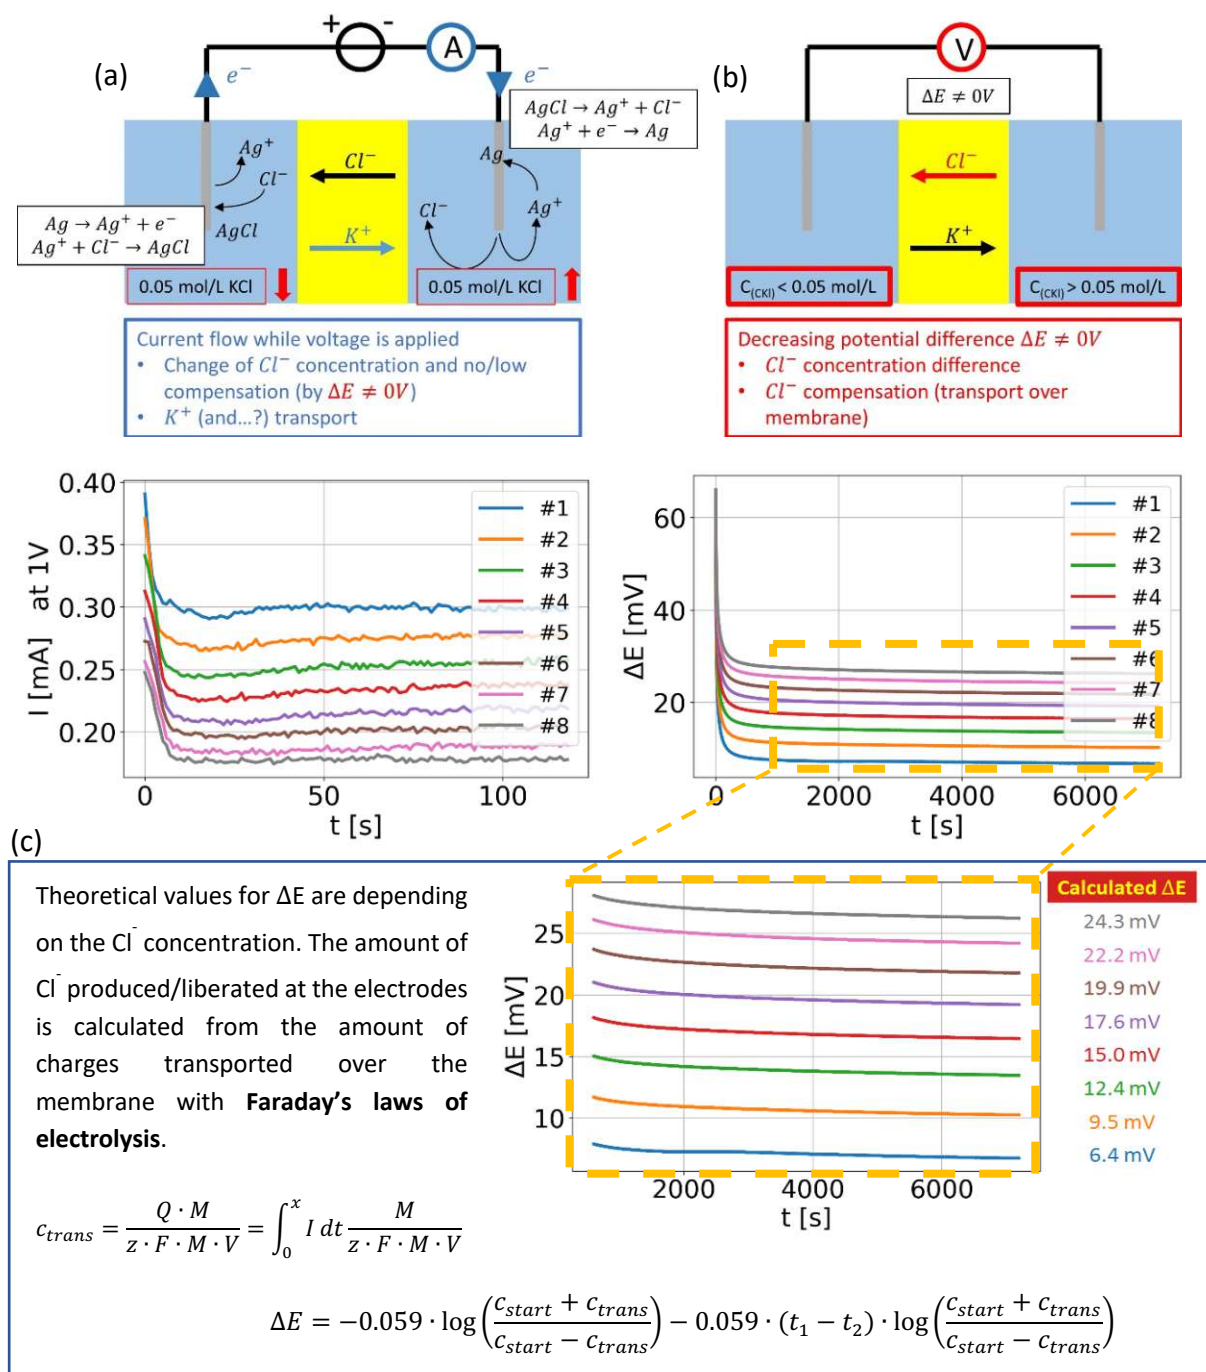 (a)
+ -
A
e⁻
e⁻
AgCl → Ag⁺ + Cl⁻
Ag⁺ + e⁻ → Ag
Ag⁺
Cl⁻
AgCl
Ag → Ag⁺ + e⁻
Ag⁺ + Cl⁻ → AgCl
Cl⁻
K⁺
Ag
Cl⁻
Ag⁺
0.05 mol/L KCl
0.05 mol/L KCl
Current flow while voltage is applied
• Change of Cl⁻ concentration and no/low
compensation (by ΔE ≠ 0V)
• K⁺ (and...?) transport
(b)
V
ΔE ≠ 0V
Cl⁻
K⁺
C(CKl) < 0.05 mol/L
C(CKl) > 0.05 mol/L
Decreasing potential difference ΔE ≠ 0V
• Cl⁻ concentration difference
• Cl⁻ compensation (transport over
membrane)
I [mA] at 1V
0.40
0.35
0.30
0.25
0.20
0 50 100
t [s]
#1
#2
#3
#4
#5
#6
#7
#8
ΔE [mV]
60
40
20
0 2000 4000 6000
t [s]
#1
#2
#3
#4
#5
#6
#7
#8
(c)
Theoretical values for ΔE are depending
on the Cl⁻ concentration. The amount of
Cl⁻ produced/liberated at the electrodes
is calculated from the amount of
charges transported over the
membrane with Faraday's laws of
electrolysis.
c_trans = (Q · M)/(z · F · M · V) = ∫₀ˣ I dt M/(z · F · M · V)
ΔE [mV]
25
20
15
10
2000 4000 6000
t [s]
Calculated ΔE
24.3 mV
22.2 mV
19.9 mV
17.6 mV
15.0 mV
12.4 mV
9.5 mV
6.4 mV
ΔE = −0.059 · log((c_start + c_trans)/(c_start − c_trans)) − 0.059 · (t₁ − t₂) · log((c_start + c_trans)/(c_start − c_trans))